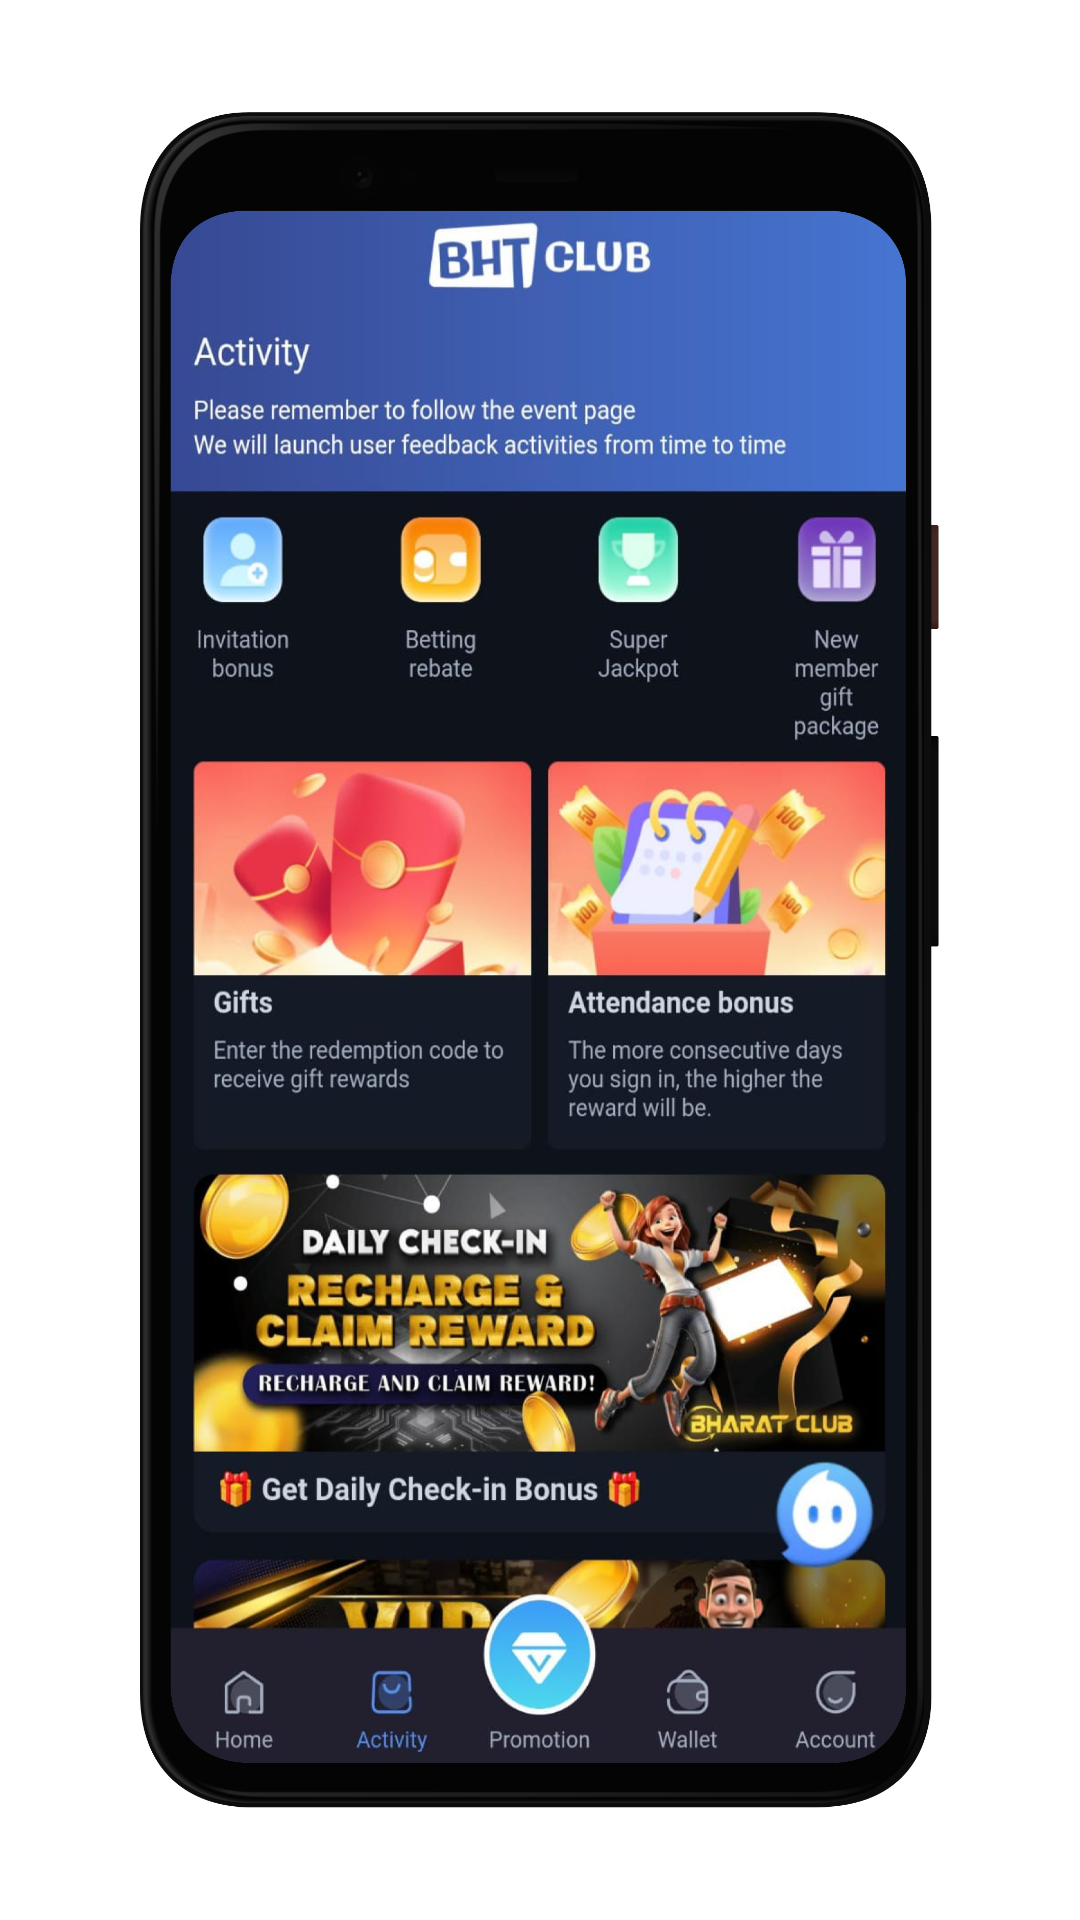 BHT CLUB
Activity
Please remember to follow the event page
We will launch user feedback activities from time to time
Invitation
bonus
Betting
rebate
Super
Jackpot
New
member
gift
package
50
100
100
100
Gifts
Enter the redemption code to
receive gift rewards
Attendance bonus
The more consecutive days
you sign in, the higher the
reward will be.
DAILY CHECK-IN
RECHARGE &
CLAIM REWARD
RECHARGE AND CLAIM REWARD!
BHARAT CLUB
🎁 Get Daily Check-in Bonus 🎁
VIP
Home
Activity
Promotion
Wallet
Account